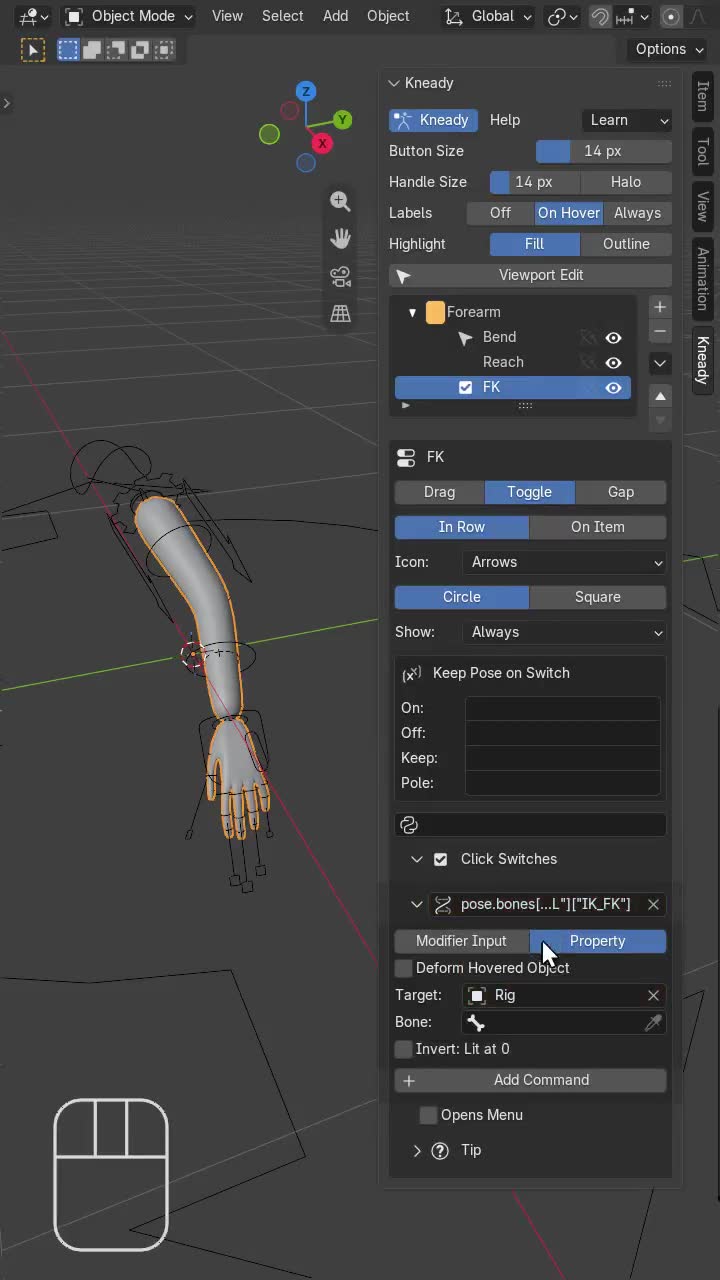 Object Mode View Select Add Object Global
Options
Kneady
Kneady Help Learn
Button Size 14 px
Handle Size 14 px Halo
Labels Off On Hover Always
Highlight Fill Outline
Viewport Edit
Forearm
Bend
Reach
FK
FK
Drag Toggle Gap
In Row On Item
Icon: Arrows
Circle Square
Show: Always
Keep Pose on Switch
On:
Off:
Keep:
Pole:
Click Switches
pose.bones[...L"]["IK_FK"]
Modifier Input Property
Deform Hovered Object
Target: Rig
Bone:
Invert: Lit at 0
Add Command
Opens Menu
Tip
Item
Tool
View
Animation
Kneady
Z
Y
X